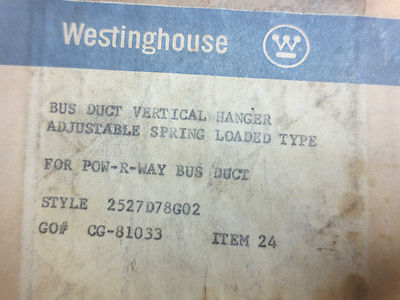 Westinghouse W
BUS DUCT VERTICAL HANGER
ADJUSTABLE SPRING LOADED TYPE
FOR POW-R-WAY BUS DUCT
STYLE 2527D78G02
GO# CG-81033 ITEM 24